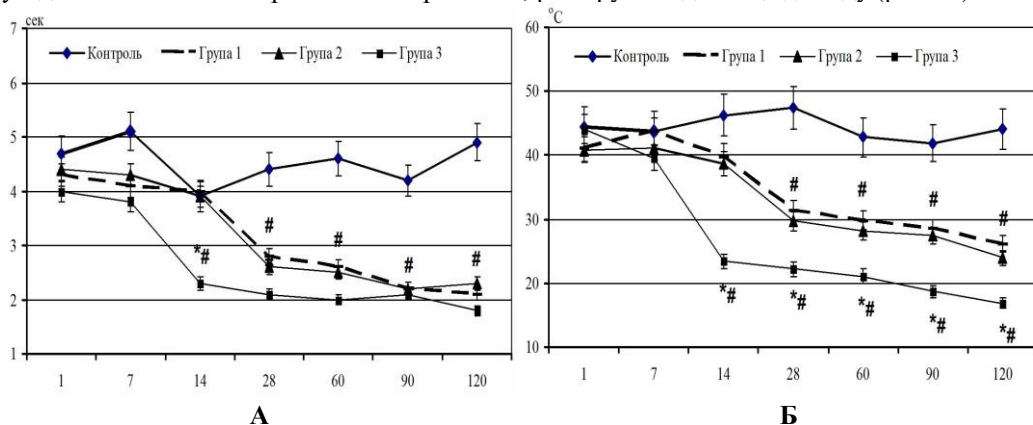 сек
7
Контроль Група 1
Група 2 Група 3
6
5
4
3
2
1
# # # #
*#
1 7 14 28 60 90 120
А
°C
60
Контроль Група 1 Група 2 Група 3
50
40
30
20
10
# # # #
*# *# *# *# *#
1 7 14 28 60 90 120
Б